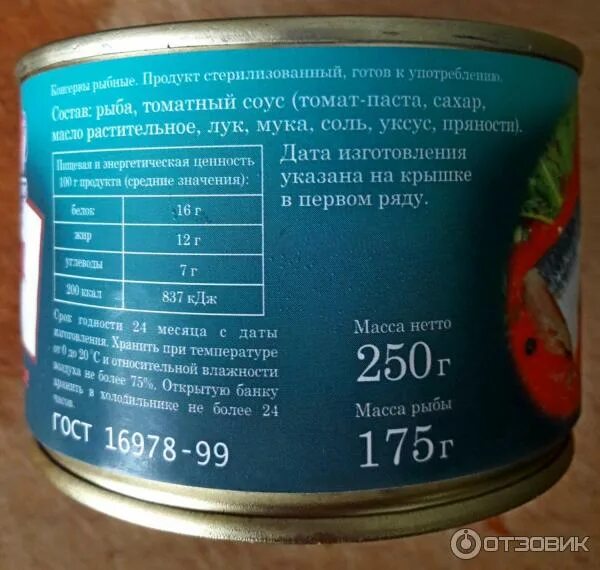 Консервы рыбные. Продукт стерилизованный, готов к употреблению.
Состав: рыба, томатный соус (томат-паста, сахар,
масло растительное, лук, мука, соль, уксус, пряности).
Пищевая и энергетическая ценность
100 г продукта (средние значения):
белок 16 г
жир 12 г
углеводы 7 г
200 ккал 837 кДж
Дата изготовления
указана на крышке
в первом ряду.
Срок годности 24 месяца с даты
изготовления. Хранить при температуре
от 0 до 20°С и относительной влажности
воздуха не более 75%. Открытую банку
хранить в холодильнике не более 24
часов.
ГОСТ 16978-99
Масса нетто
250 г
Масса рыбы
175 г
ОТЗОВИК